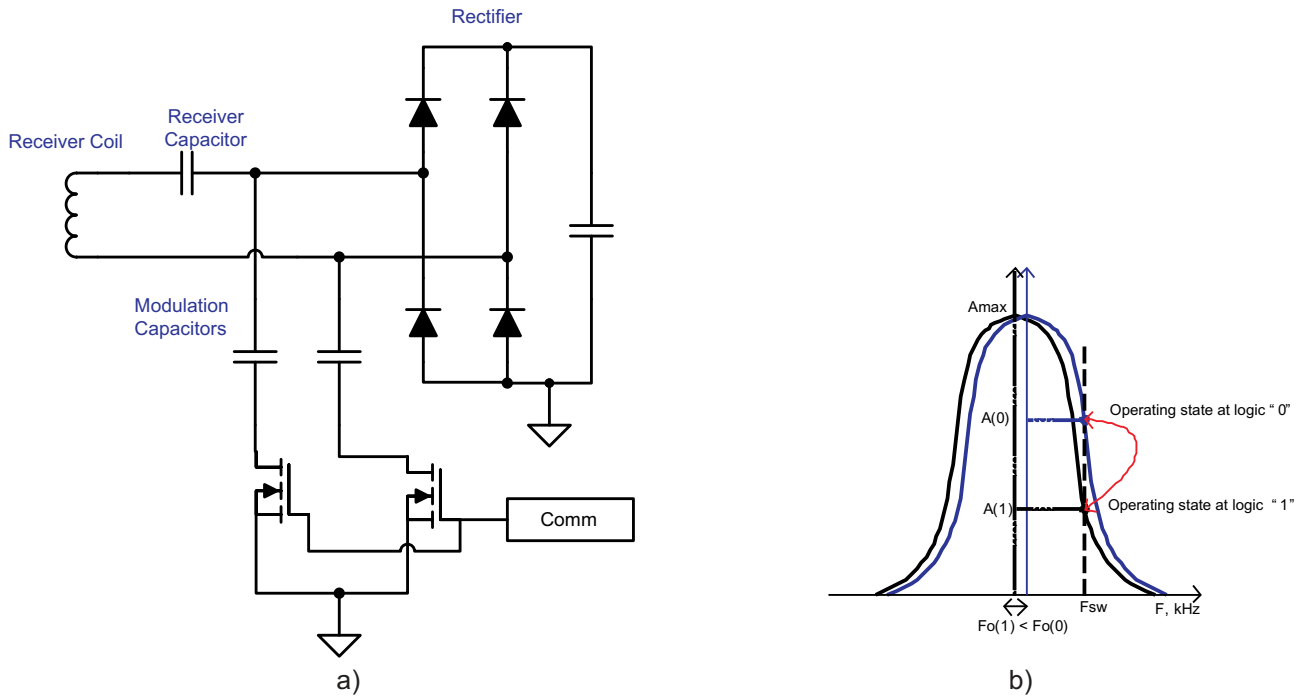 Rectifier
Receiver
Capacitor
Receiver Coil
Modulation
Capacitors
Comm
a)
Amax
A(0)
Operating state at logic “ 0”
A(1)
Operating state at logic “ 1”
Fsw
F, kHz
Fo(1) < Fo(0)
b)